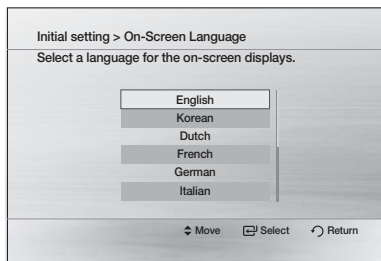 Initial setting > On-Screen Language
Select a language for the on-screen displays.
English
Korean
Dutch
French
German
Italian
Move Select Return